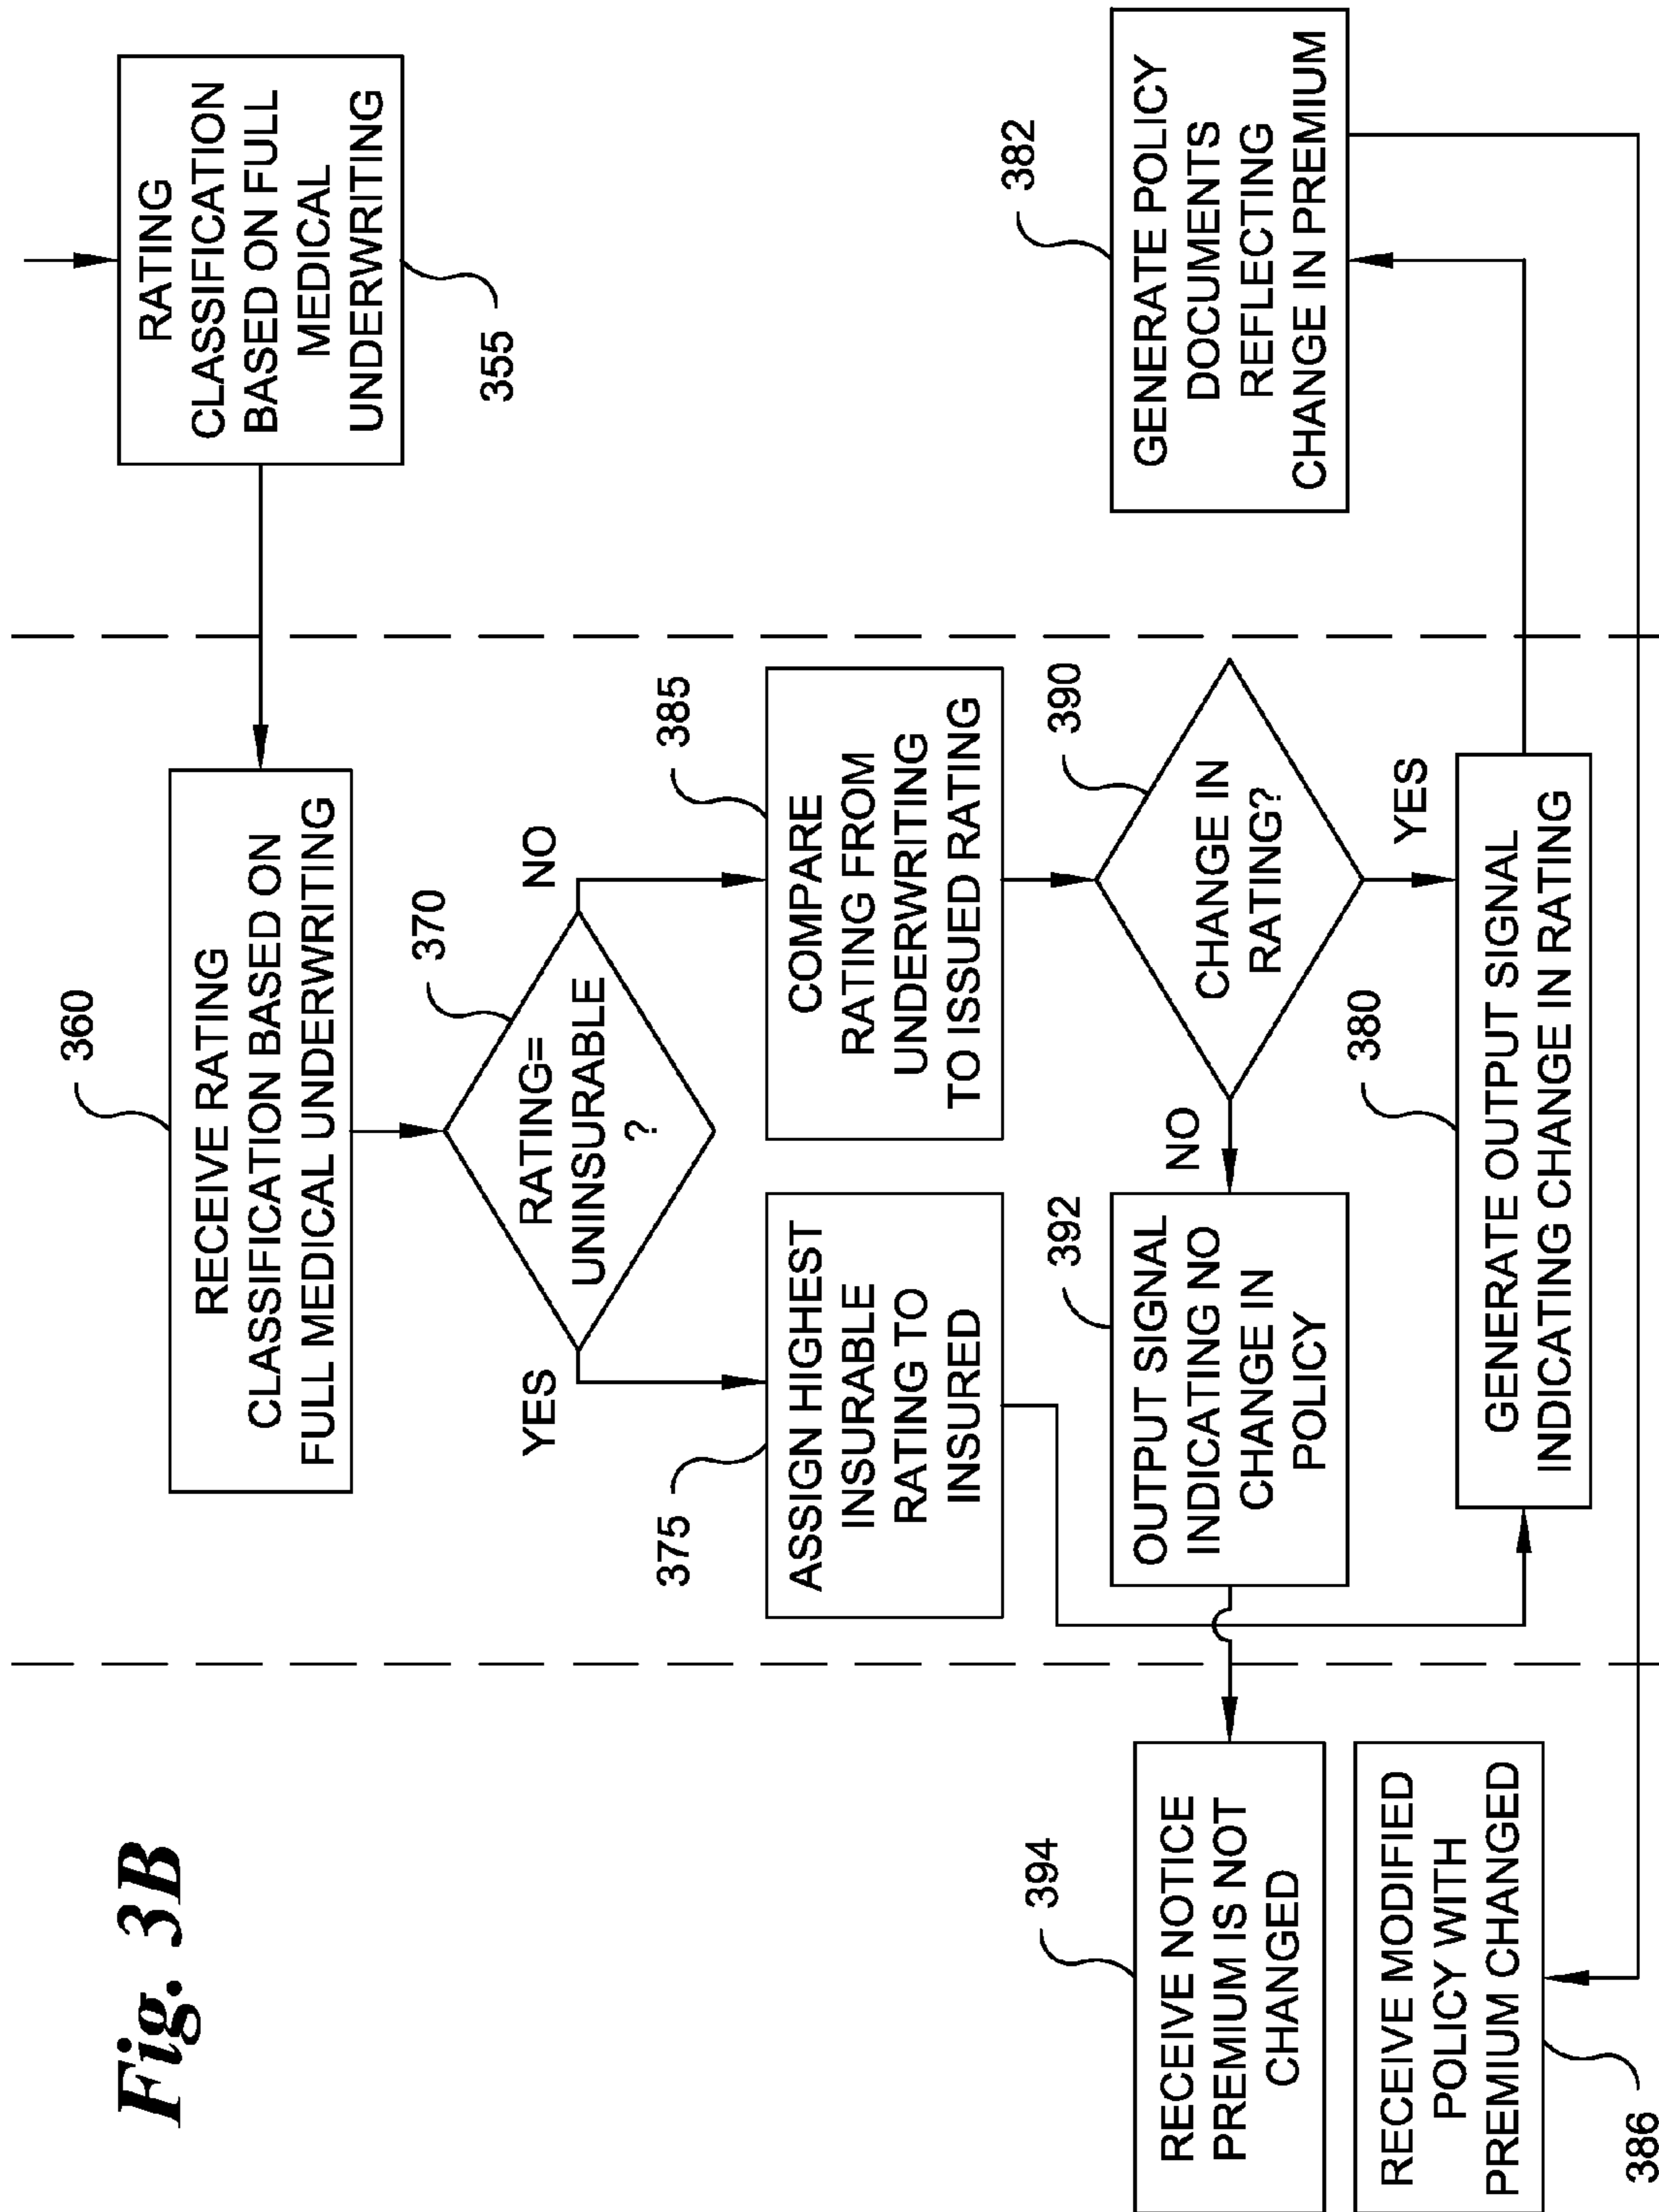 Fig. 3B
RATING
CLASSIFICATION
BASED ON FULL
MEDICAL
UNDERWRITING
355
360
RECEIVE RATING
CLASSIFICATION BASED ON
FULL MEDICAL UNDERWRITING
370
RATING=
UNINSURABLE
?
YES
NO
375
ASSIGN HIGHEST
INSURABLE
RATING TO
INSURED
385
COMPARE
RATING FROM
UNDERWRITING
TO ISSUED RATING
390
CHANGE IN
RATING?
NO
YES
392
OUTPUT SIGNAL
INDICATING NO
CHANGE IN
POLICY
394
RECEIVE NOTICE
PREMIUM IS NOT
CHANGED
380
GENERATE OUTPUT SIGNAL
INDICATING CHANGE IN RATING
382
GENERATE POLICY
DOCUMENTS
REFLECTING
CHANGE IN PREMIUM
RECEIVE MODIFIED
POLICY WITH
PREMIUM CHANGED
386